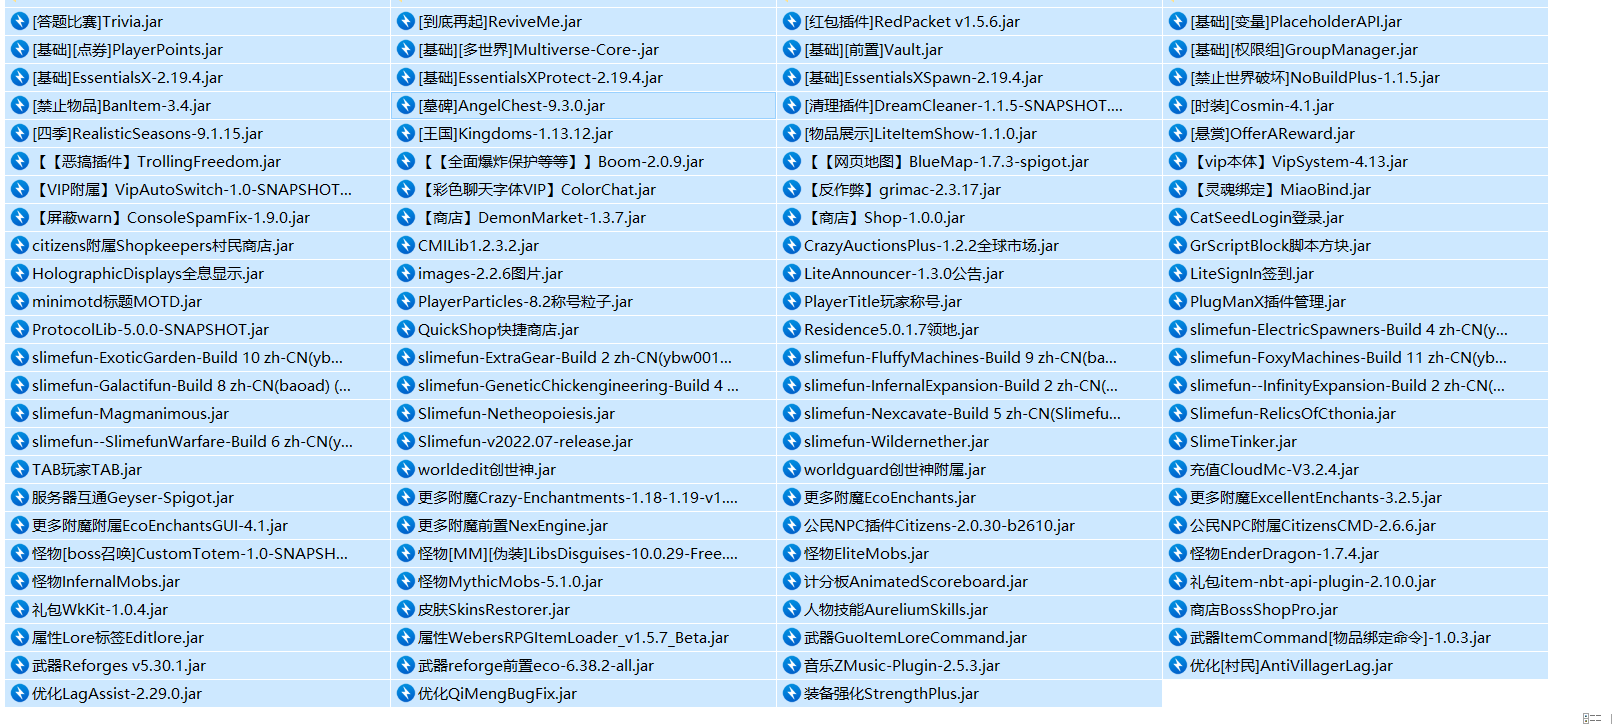 [答题比赛]Trivia.jar
[到底再起]ReviveMe.jar
[红包插件]RedPacket v1.5.6.jar
[基础][变量]PlaceholderAPI.jar
[基础][点券]PlayerPoints.jar
[基础][多世界]Multiverse-Core-.jar
[基础][前置]Vault.jar
[基础][权限组]GroupManager.jar
[基础]EssentialsX-2.19.4.jar
[基础]EssentialsXProtect-2.19.4.jar
[基础]EssentialsXSpawn-2.19.4.jar
[禁止世界破坏]NoBuildPlus-1.1.5.jar
[禁止物品]BanItem-3.4.jar
[墓碑]AngelChest-9.3.0.jar
[清理插件]DreamCleaner-1.1.5-SNAPSHOT....
[时装]Cosmin-4.1.jar
[四季]RealisticSeasons-9.1.15.jar
[王国]Kingdoms-1.13.12.jar
[物品展示]LiteItemShow-1.1.0.jar
[悬赏]OfferAReward.jar
【【恶搞插件】TrollingFreedom.jar
【【全面爆炸保护等等】】Boom-2.0.9.jar
【【网页地图】BlueMap-1.7.3-spigot.jar
【vip本体】VipSystem-4.13.jar
【VIP附属】VipAutoSwitch-1.0-SNAPSHOT...
【彩色聊天字体VIP】ColorChat.jar
【反作弊】grimac-2.3.17.jar
【灵魂绑定】MiaoBind.jar
【屏蔽warn】ConsoleSpamFix-1.9.0.jar
【商店】DemonMarket-1.3.7.jar
【商店】Shop-1.0.0.jar
CatSeedLogin登录.jar
citizens附属Shopkeepers村民商店.jar
CMILib1.2.3.2.jar
CrazyAuctionsPlus-1.2.2全球市场.jar
GrScriptBlock脚本方块.jar
HolographicDisplays全息显示.jar
images-2.2.6图片.jar
LiteAnnouncer-1.3.0公告.jar
LiteSignIn签到.jar
minimotd标题MOTD.jar
PlayerParticles-8.2称号粒子.jar
PlayerTitle玩家称号.jar
PlugManX插件管理.jar
ProtocolLib-5.0.0-SNAPSHOT.jar
QuickShop快捷商店.jar
Residence5.0.1.7领地.jar
slimefun-ElectricSpawners-Build 4 zh-CN(y...
slimefun-ExoticGarden-Build 10 zh-CN(yb...
slimefun-ExtraGear-Build 2 zh-CN(ybw001...
slimefun-FluffyMachines-Build 9 zh-CN(ba...
slimefun-FoxyMachines-Build 11 zh-CN(yb...
slimefun-Galactifun-Build 8 zh-CN(baoad) (...
slimefun-GeneticChickengineering-Build 4 ...
slimefun-InfernalExpansion-Build 2 zh-CN(...
slimefun--InfinityExpansion-Build 2 zh-CN(...
slimefun-Magmanimous.jar
Slimefun-Netheopoiesis.jar
slimefun-Nexcavate-Build 5 zh-CN(Slimefu...
Slimefun-RelicsOfCthonia.jar
slimefun--SlimefunWarfare-Build 6 zh-CN(y...
Slimefun-v2022.07-release.jar
slimefun-Wildernether.jar
SlimeTinker.jar
TAB玩家TAB.jar
worldedit创世神.jar
worldguard创世神附属.jar
充值CloudMc-V3.2.4.jar
服务器互通Geyser-Spigot.jar
更多附魔Crazy-Enchantments-1.18-1.19-v1....
更多附魔EcoEnchants.jar
更多附魔ExcellentEnchants-3.2.5.jar
更多附魔附属EcoEnchantsGUI-4.1.jar
更多附魔前置NexEngine.jar
公民NPC插件Citizens-2.0.30-b2610.jar
公民NPC附属CitizensCMD-2.6.6.jar
怪物[boss召唤]CustomTotem-1.0-SNAPSH...
怪物[MM][伪装]LibsDisguises-10.0.29-Free....
怪物EliteMobs.jar
怪物EnderDragon-1.7.4.jar
怪物InfernalMobs.jar
怪物MythicMobs-5.1.0.jar
计分板AnimatedScoreboard.jar
礼包item-nbt-api-plugin-2.10.0.jar
礼包WkKit-1.0.4.jar
皮肤SkinsRestorer.jar
人物技能AureliumSkills.jar
商店BossShopPro.jar
属性Lore标签Editlore.jar
属性WebersRPGItemLoader_v1.5.7_Beta.jar
武器GuoItemLoreCommand.jar
武器ItemCommand[物品绑定命令]-1.0.3.jar
武器Reforges v5.30.1.jar
武器reforge前置eco-6.38.2-all.jar
音乐ZMusic-Plugin-2.5.3.jar
优化[村民]AntiVillagerLag.jar
优化LagAssist-2.29.0.jar
优化QiMengBugFix.jar
装备强化StrengthPlus.jar